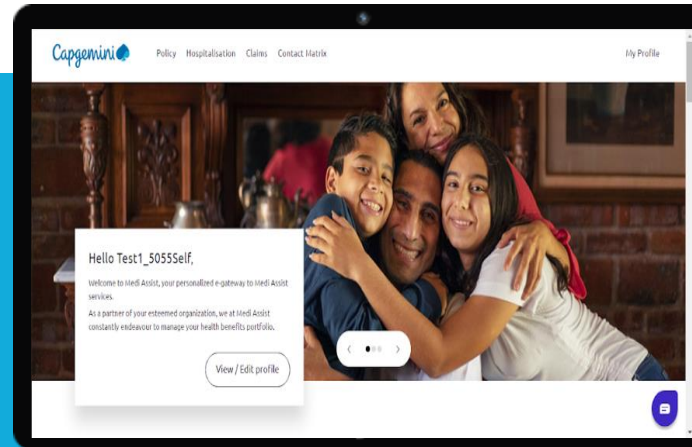 Capgemini
Policy Hospitalisation Claims Contact Matrix My Profile
Hello Test1_5055Self,
Welcome to Medi Assist, your personalized e-gateway to Medi Assist
services.
As a partner of your esteemed organization, we at Medi Assist
constantly endeavour to manage your health benefits portfolio.
View / Edit profile